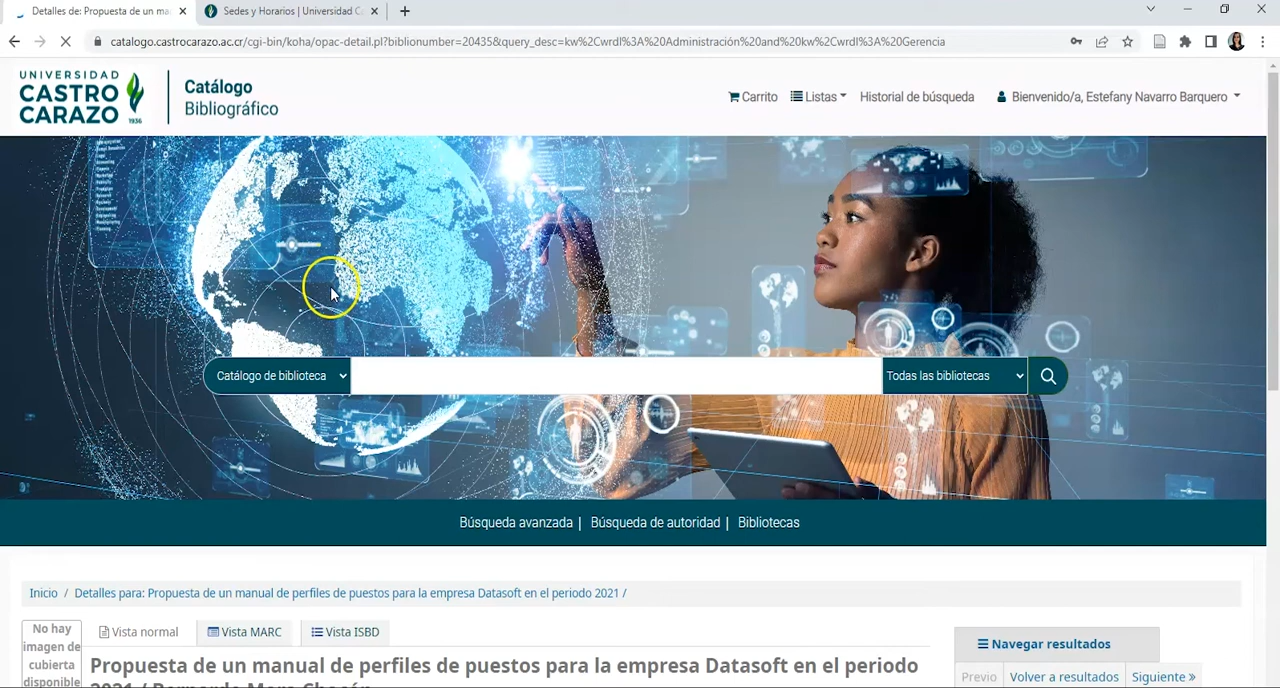 Detalles de: Propuesta de un ma
Sedes y Horarios | Universidad C
catalogo.castrocarazo.ac.cr/cgi-bin/koha/opac-detail.pl?biblionumber=20435&query_desc=kw%2Cwrdl%3A%20Administración%20and%20kw%2Cwrdl%3A%20Gerencia
UNIVERSIDAD
CASTRO
CARAZO
1936
Catálogo
Bibliográfico
Carrito
Listas
Historial de búsqueda
Bienvenido/a, Estefany Navarro Barquero
Catálogo de biblioteca
Todas las bibliotecas
Búsqueda avanzada | Búsqueda de autoridad | Bibliotecas
Inicio / Detalles para: Propuesta de un manual de perfiles de puestos para la empresa Datasoft en el periodo 2021 /
No hay
imagen de
cubierta
disponible
Vista normal
Vista MARC
Vista ISBD
Propuesta de un manual de perfiles de puestos para la empresa Datasoft en el periodo
2021 / Bernardo Mora Chacón
Navegar resultados
Previo
Volver a resultados
Siguiente »